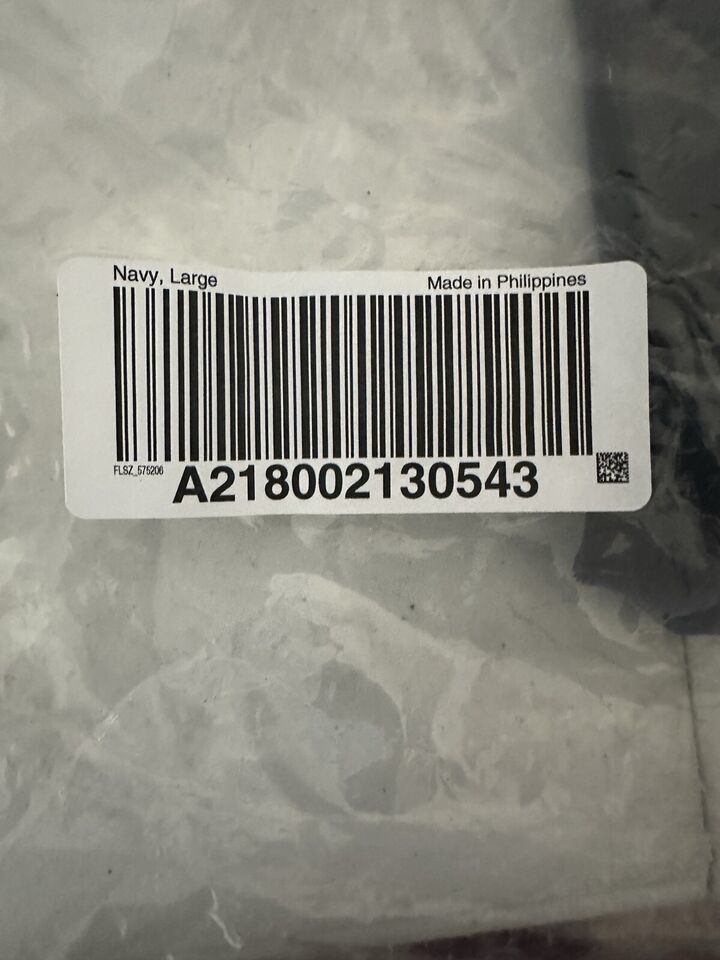 Navy, Large
Made in Philippines
FLSZ_575206
A218002130543